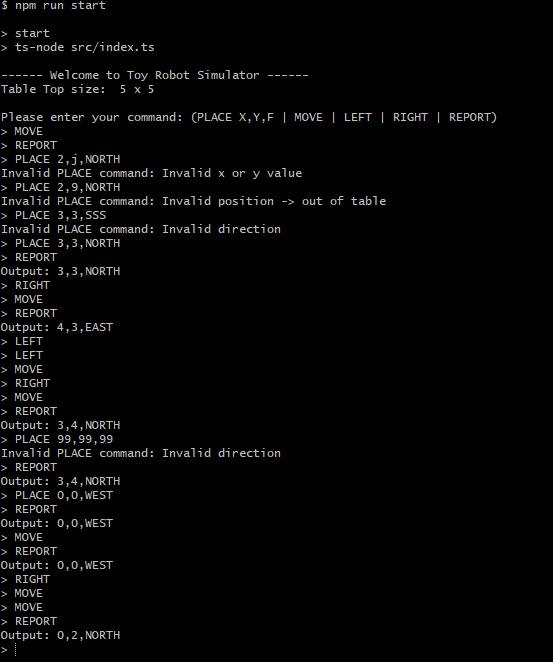 $ npm run start
> start
> ts-node src/index.ts
------ Welcome to Toy Robot Simulator ------
Table Top size:  5 x 5
Please enter your command: (PLACE X,Y,F | MOVE | LEFT | RIGHT | REPORT)
> MOVE
> REPORT
> PLACE 2,j,NORTH
Invalid PLACE command: Invalid x or y value
> PLACE 2,9,NORTH
Invalid PLACE command: Invalid position -> out of table
> PLACE 3,3,SSS
Invalid PLACE command: Invalid direction
> PLACE 3,3,NORTH
> REPORT
Output: 3,3,NORTH
> RIGHT
> MOVE
> REPORT
Output: 4,3,EAST
> LEFT
> LEFT
> MOVE
> RIGHT
> MOVE
> REPORT
Output: 3,4,NORTH
> PLACE 99,99,99
Invalid PLACE command: Invalid direction
> REPORT
Output: 3,4,NORTH
> PLACE 0,0,WEST
> REPORT
Output: 0,0,WEST
> MOVE
> REPORT
Output: 0,0,WEST
> RIGHT
> MOVE
> MOVE
> REPORT
Output: 0,2,NORTH
>